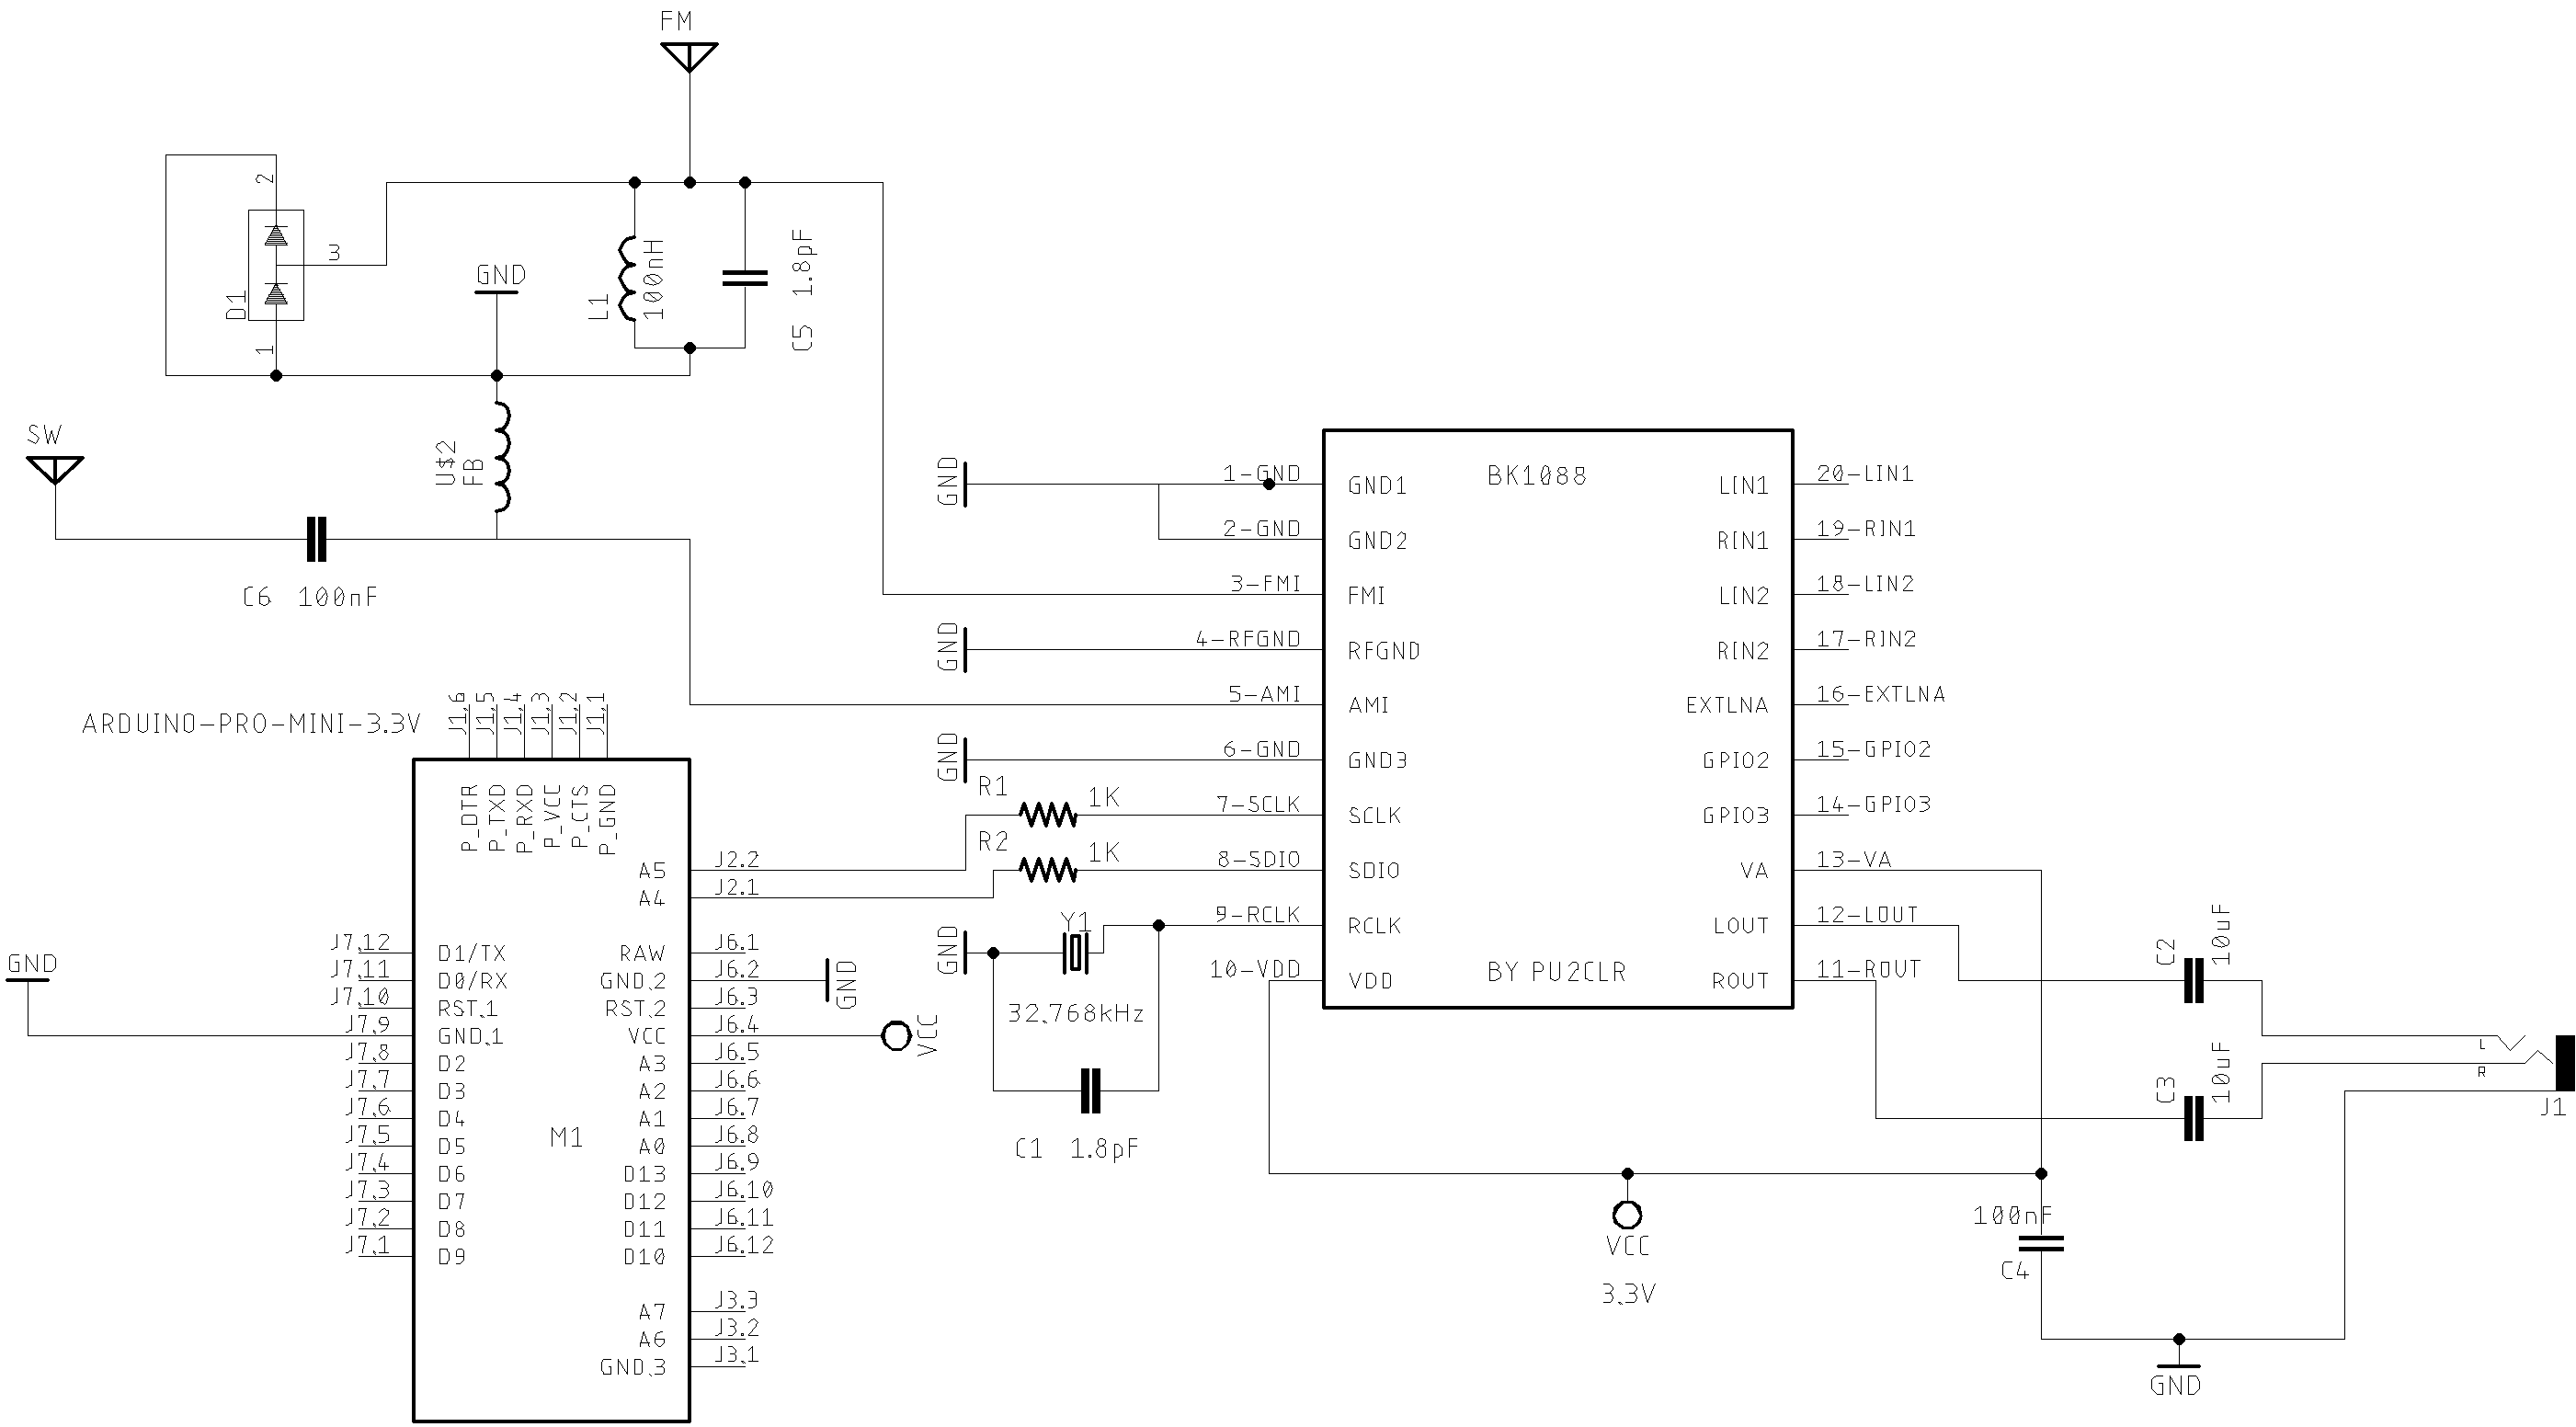 FM
2
3
D1
1
GND
L1
100nH
C5 1.8pF
SW
U$2
FB
C6 100nF
GND
1-GND
GND1
BK1088
LIN1
20-LIN1
2-GND
GND2
RIN1
19-RIN1
3-FMI
FMI
LIN2
18-LIN2
GND
4-RFGND
RFGND
RIN2
17-RIN2
5-AMI
AMI
EXTLNA
16-EXTLNA
GND
6-GND
GND3
GPIO2
15-GPIO2
R1
1K
7-SCLK
SCLK
GPIO3
14-GPIO3
R2
1K
8-SDIO
SDIO
VA
13-VA
GND
Y1
32.768kHz
9-RCLK
RCLK
LOUT
12-LOUT
10-VDD
VDD
BY PU2CLR
ROUT
11-ROUT
C1 1.8pF
C2
10uF
C3
10uF
L
R
J1
VCC
3.3V
100nF
C4
GND
ARDUINO-PRO-MINI-3.3V
J1.6
J1.5
J1.4
J1.3
J1.2
J1.1
P_DTR
P_TXD
P_RXD
P_VCC
P_CTS
P_GND
A5
J2.2
A4
J2.1
J7.12
D1/TX
RAW
J6.1
J7.11
D0/RX
GND.2
J6.2
GND
J7.10
RST.1
RST.2
J6.3
GND
J7.9
GND.1
VCC
J6.4
VCC
J7.8
D2
A3
J6.5
J7.7
D3
A2
J6.6
J7.6
D4
A1
J6.7
J7.5
D5
M1
A0
J6.8
J7.4
D6
D13
J6.9
J7.3
D7
D12
J6.10
J7.2
D8
D11
J6.11
J7.1
D9
D10
J6.12
A7
J3.3
A6
J3.2
GND.3
J3.1